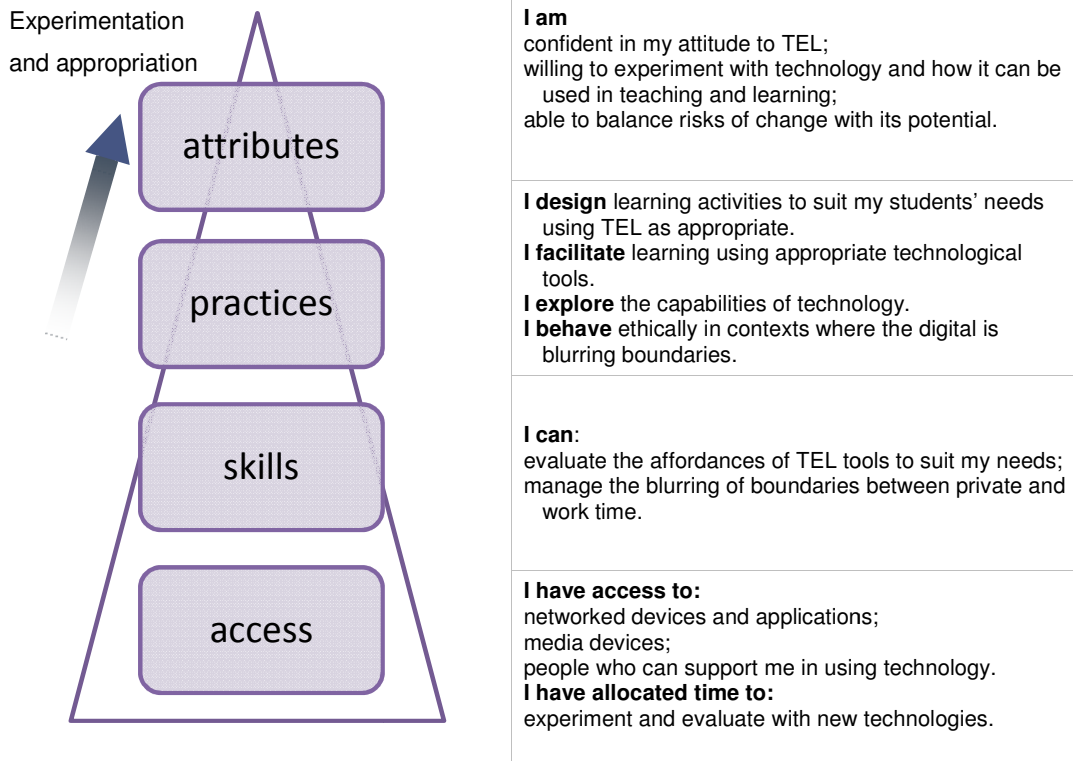 Experimentation
and appropriation
attributes
I am
confident in my attitude to TEL;
willing to experiment with technology and how it can be
used in teaching and learning;
able to balance risks of change with its potential.
practices
I design learning activities to suit my students’ needs
using TEL as appropriate.
I facilitate learning using appropriate technological
tools.
I explore the capabilities of technology.
I behave ethically in contexts where the digital is
blurring boundaries.
skills
I can:
evaluate the affordances of TEL tools to suit my needs;
manage the blurring of boundaries between private and
work time.
access
I have access to:
networked devices and applications;
media devices;
people who can support me in using technology.
I have allocated time to:
experiment and evaluate with new technologies.